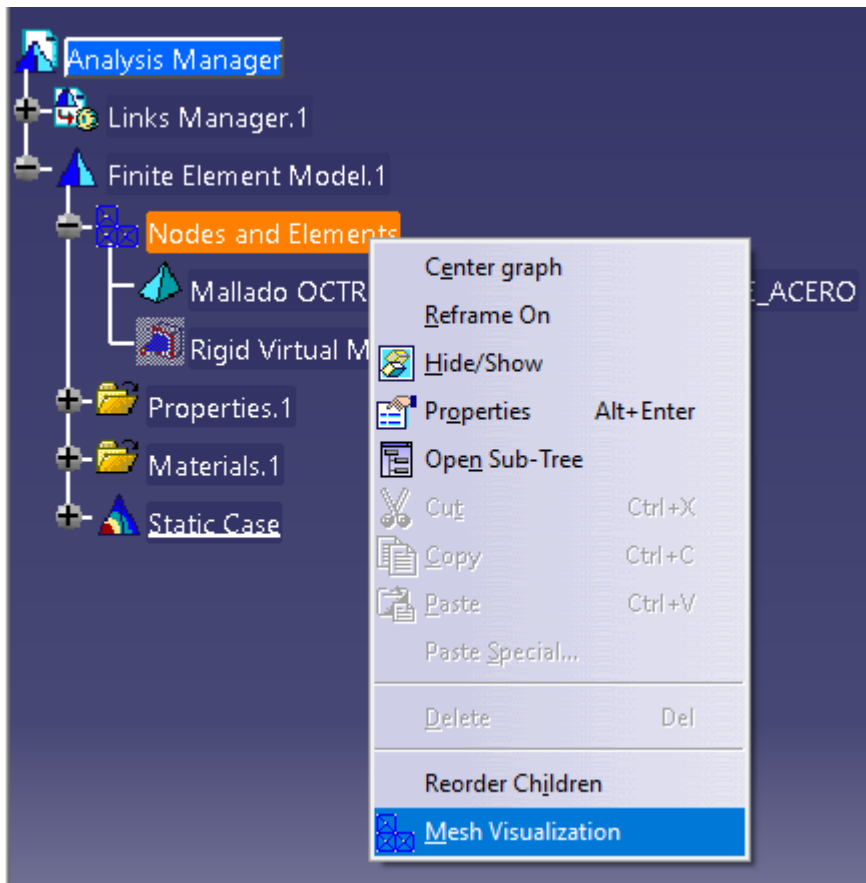 Analysis Manager
Links Manager.1
Finite Element Model.1
Nodes and Elements
Center graph
Mallado OCTR E_ACERO
Reframe On
Rigid Virtual M
Hide/Show
Properties.1
Properties Alt+Enter
Materials.1
Open Sub-Tree
Static Case
Cut Ctrl+X
Copy Ctrl+C
Paste Ctrl+V
Paste Special...
Delete Del
Reorder Children
Mesh Visualization